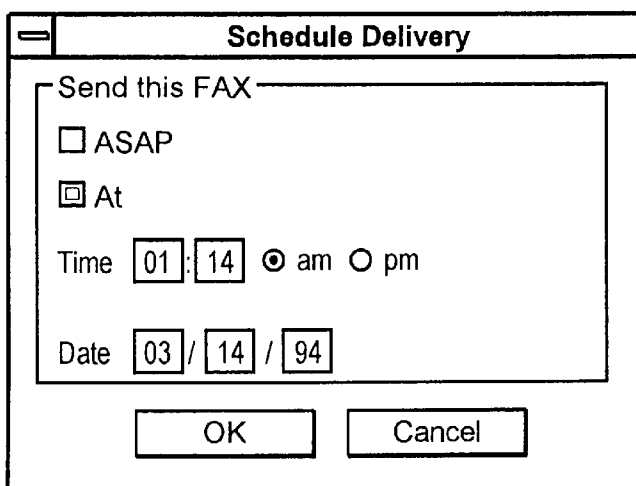 Schedule Delivery
Send this FAX
ASAP
At
Time 01 : 14 am pm
Date 03 / 14 / 94
OK Cancel